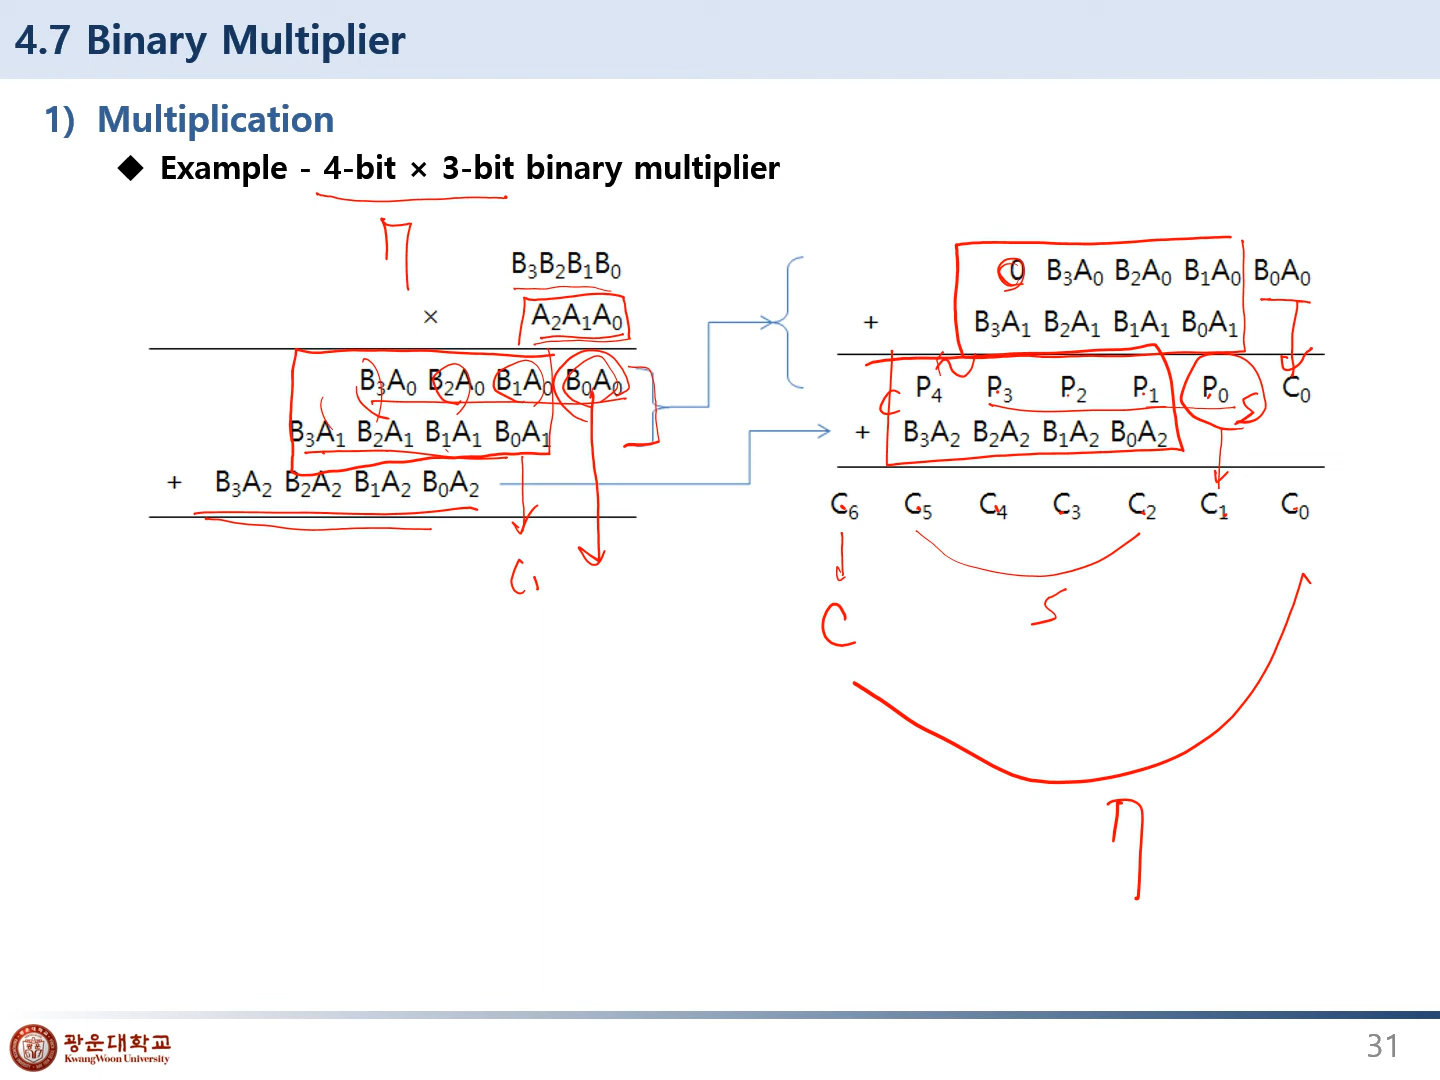 4.7 Binary Multiplier
1) Multiplication
◆ Example - 4-bit × 3-bit binary multiplier
7
B₃B₂B₁B₀
× A₂A₁A₀
B₃A₀ B₂A₀ B₁A₀ B₀A₀
B₃A₁ B₂A₁ B₁A₁ B₀A₁
+ B₃A₂ B₂A₂ B₁A₂ B₀A₂
C₁
0 B₃A₀ B₂A₀ B₁A₀ B₀A₀
+ B₃A₁ B₂A₁ B₁A₁ B₀A₁
C P₄ P₃ P₂ P₁ P₀ S C₀
+ B₃A₂ B₂A₂ B₁A₂ B₀A₂
C₆ C₅ C₄ C₃ C₂ C₁ C₀
C S
7
광운대학교
KwangWoon University
31